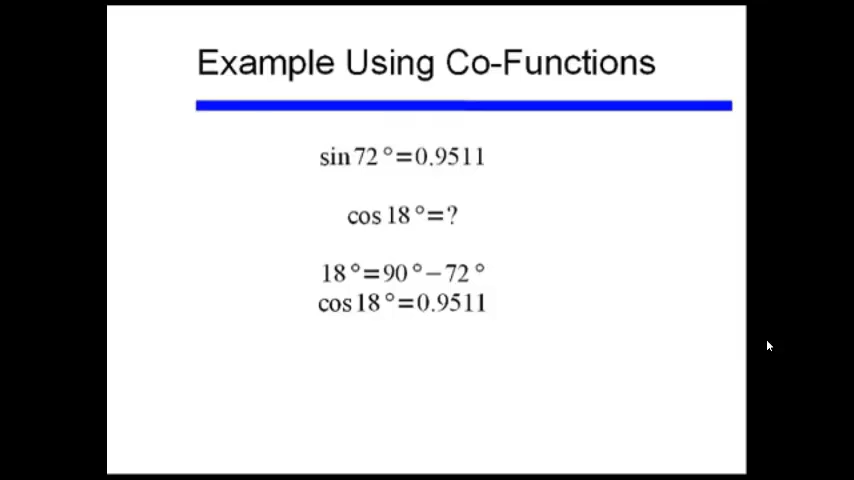 Example Using Co-Functions
sin 72°=0.9511
cos 18°=?
18°=90°−72°
cos 18°=0.9511